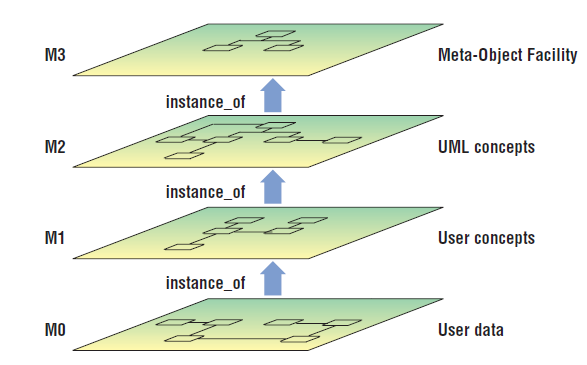 M3 Meta-Object Facility
instance_of
M2 UML concepts
instance_of
M1 User concepts
instance_of
M0 User data